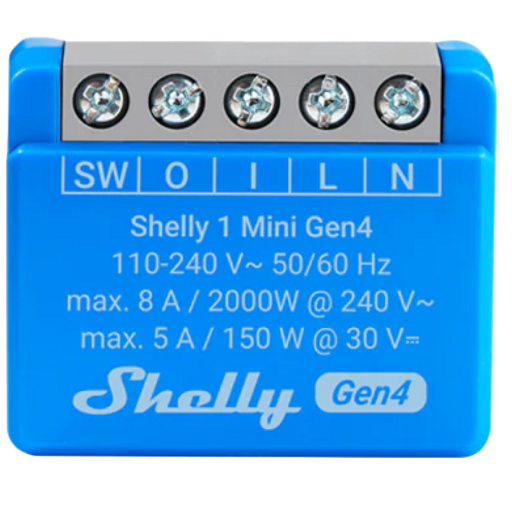 SW O I L N
Shelly 1 Mini Gen4
110-240 V~ 50/60 Hz
max. 8 A / 2000W @ 240 V~
max. 5 A / 150 W @ 30 V⎓
Shelly Gen4